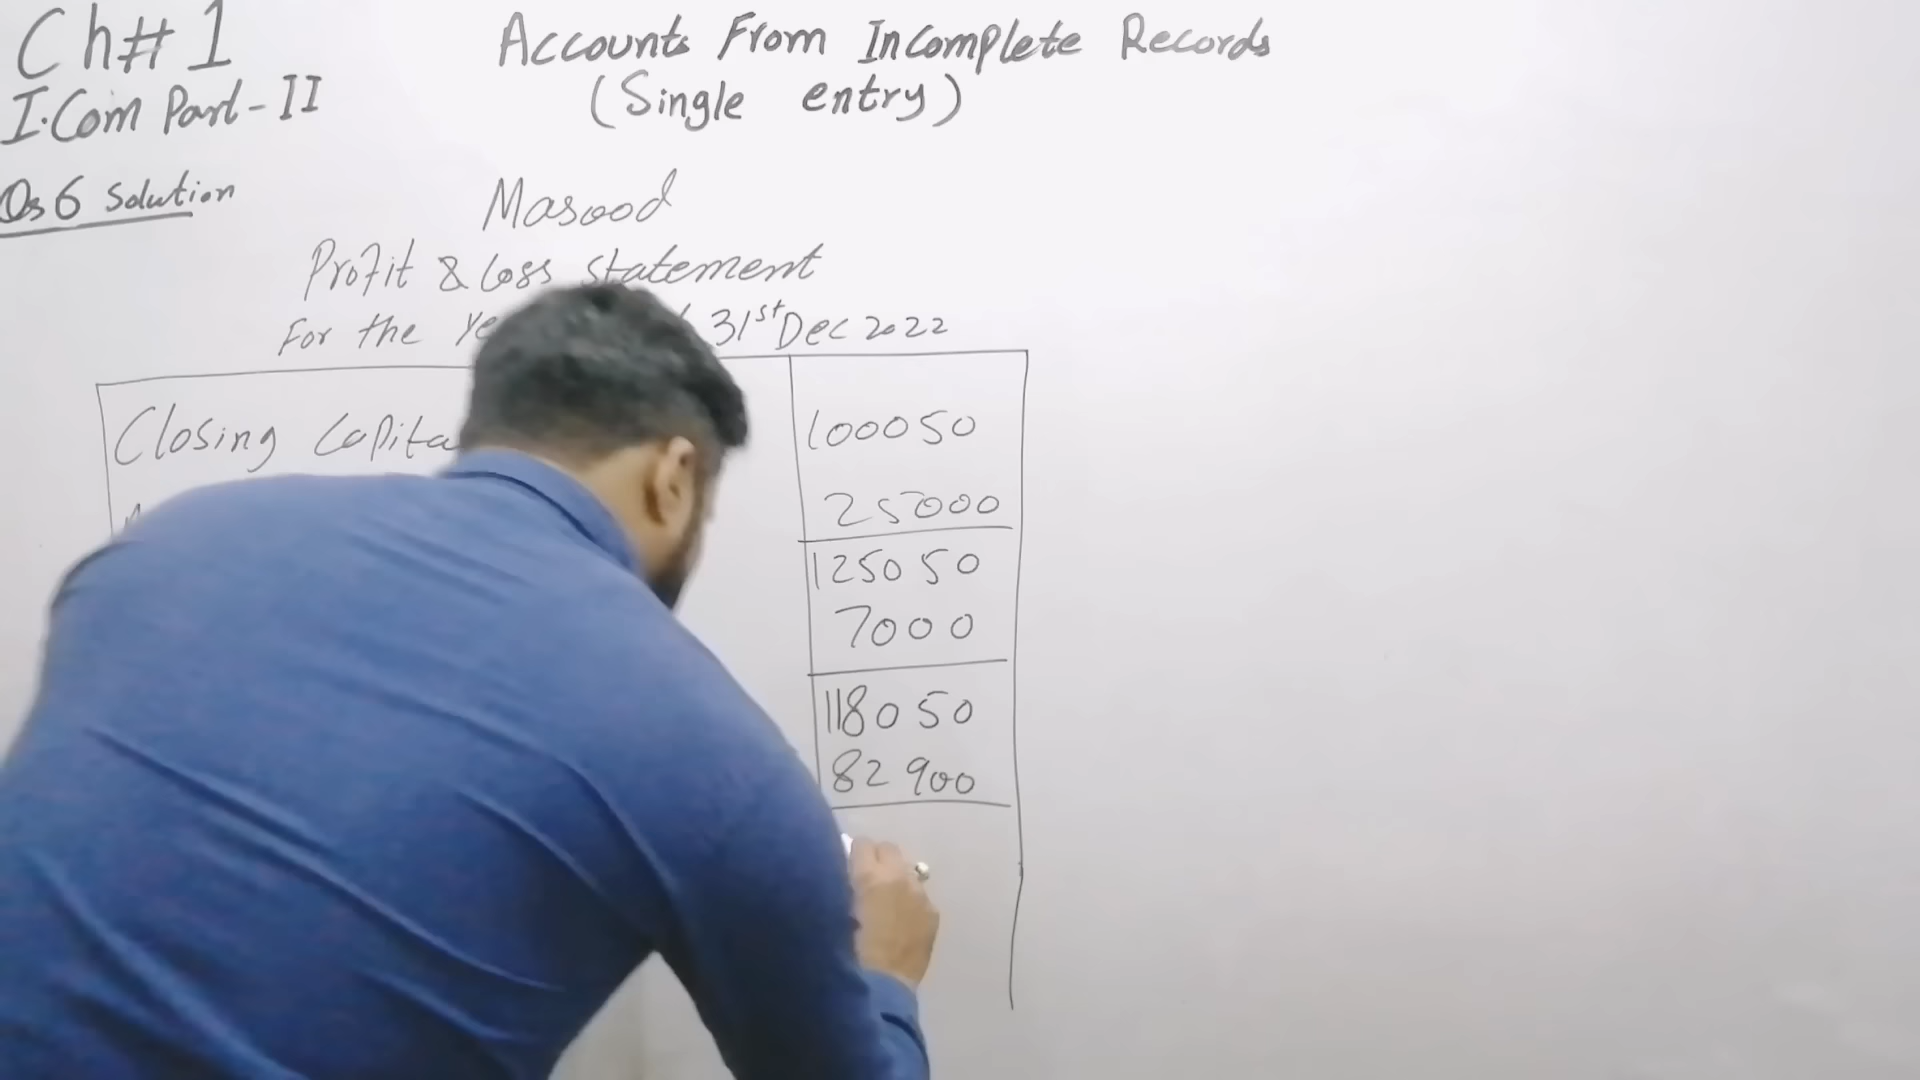 Ch# 1
Accounts From Incomplete Records
(Single entry)
I.Com Part-II
Qs 6 Solution
Masood
Profit & Loss Statement
For the 31st Dec 2022
Closing 100050
25000
125050
7000
118050
82900